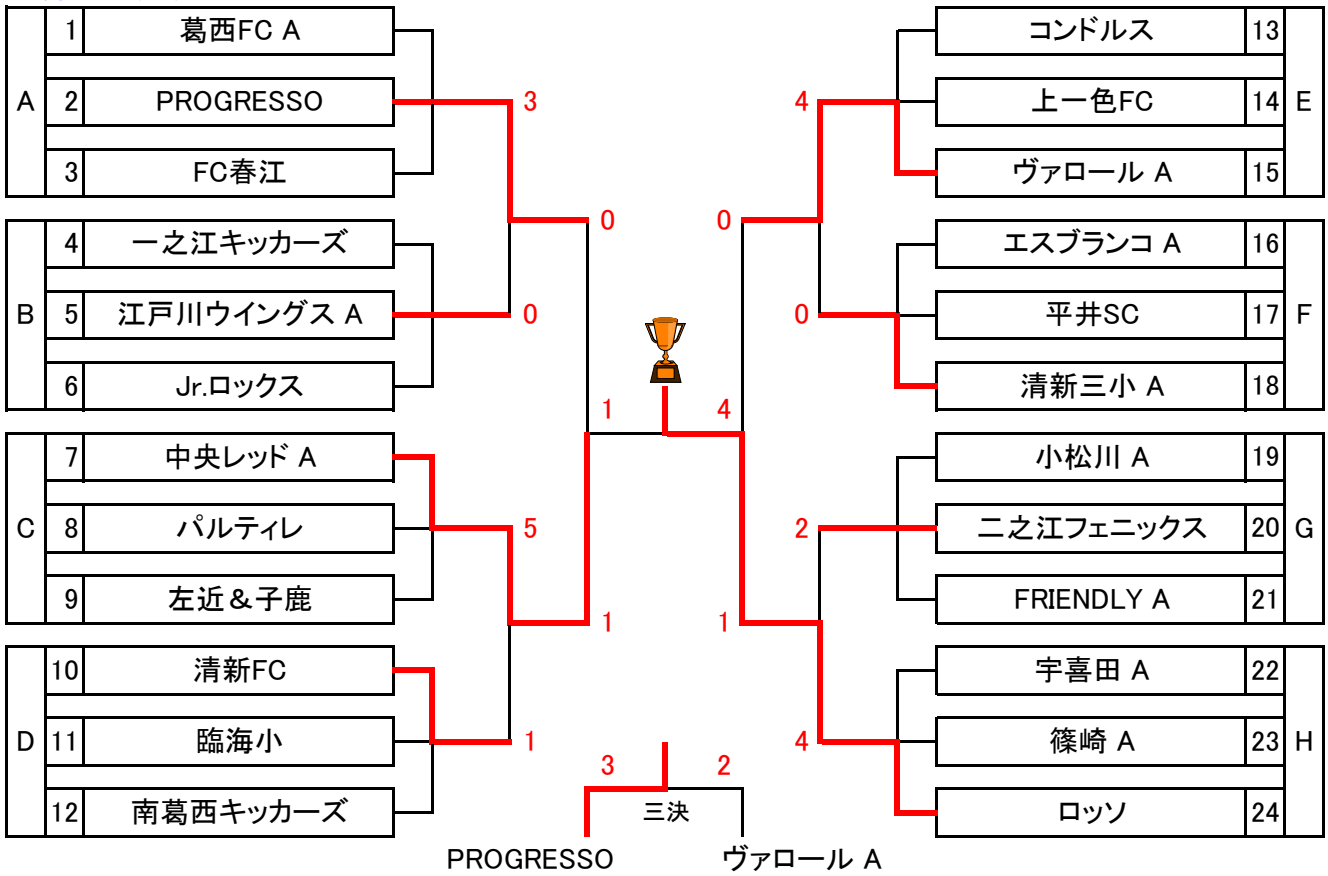 A
1 葛西FC A
2 PROGRESSO
3 FC春江
B
4 一之江キッカーズ
5 江戸川ウイングス A
6 Jr.ロックス
C
7 中央レッド A
8 パルティレ
9 左近&子鹿
D
10 清新FC
11 臨海小
12 南葛西キッカーズ
3
0
0
1
5
1
1
4
0
0
4
1
2
4
コンドルス 13
上一色FC 14
ヴァロール A 15
E
エスブランコ A 16
平井SC 17
清新三小 A 18
F
小松川 A 19
二之江フェニックス 20
FRIENDLY A 21
G
宇喜田 A 22
篠崎 A 23
ロッソ 24
H
3 2
三決
PROGRESSO ヴァロール A